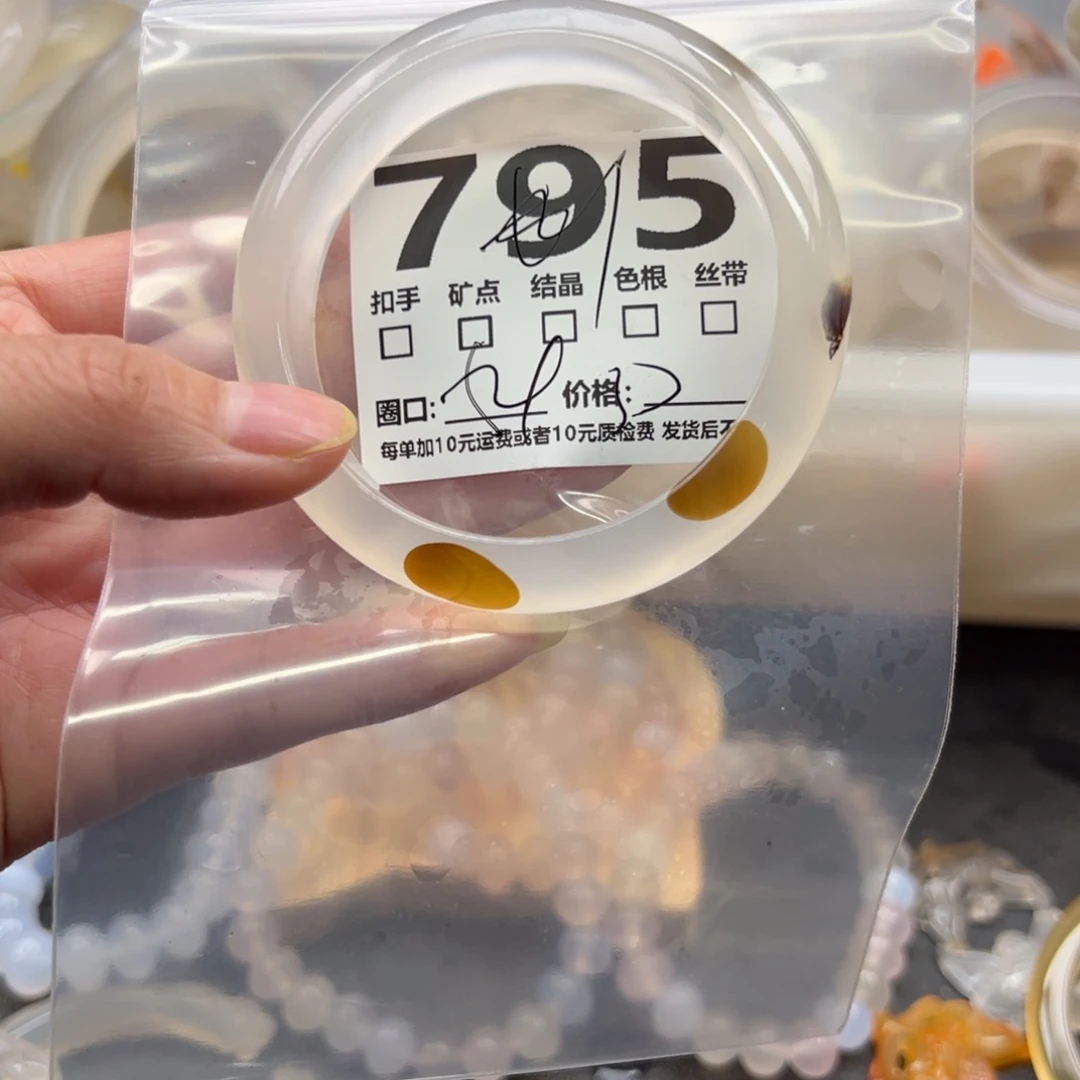 795
扣手 矿点 结晶 色根 丝带
圈口: 价格:
每单加10元运费或者10元质检费 发货后不